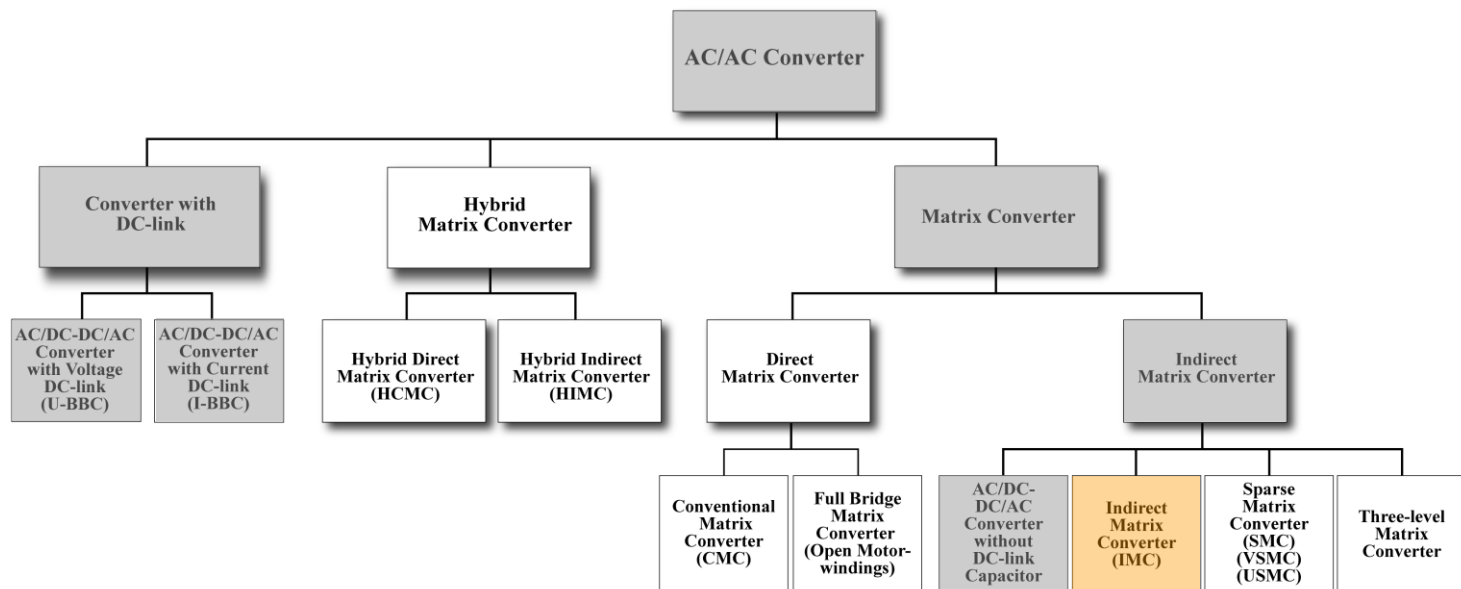 AC/AC Converter
Converter with
DC-link
Hybrid
Matrix Converter
Matrix Converter
AC/DC-DC/AC
Converter
with Voltage
DC-link
(U-BBC)
AC/DC-DC/AC
Converter
with Current
DC-link
(I-BBC)
Hybrid Direct
Matrix Converter
(HCMC)
Hybrid Indirect
Matrix Converter
(HIMC)
Direct
Matrix Converter
Indirect
Matrix Converter
Conventional
Matrix
Converter
(CMC)
Full Bridge
Matrix
Converter
(Open Motor-
windings)
AC/DC-
DC/AC
Converter
without
DC-link
Capacitor
Indirect
Matrix
Converter
(IMC)
Sparse
Matrix
Converter
(SMC)
(VSMC)
(USMC)
Three-level
Matrix
Converter